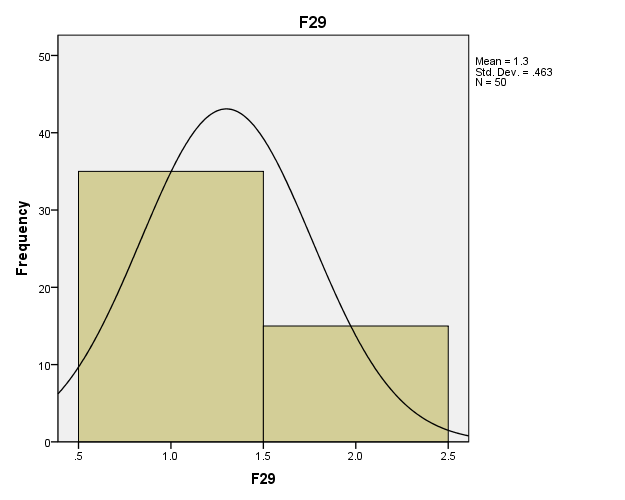 F29
Mean = 1.3
Std. Dev. = .463
N = 50
Frequency
50
40
30
20
10
0
.5 1.0 1.5 2.0 2.5
F29